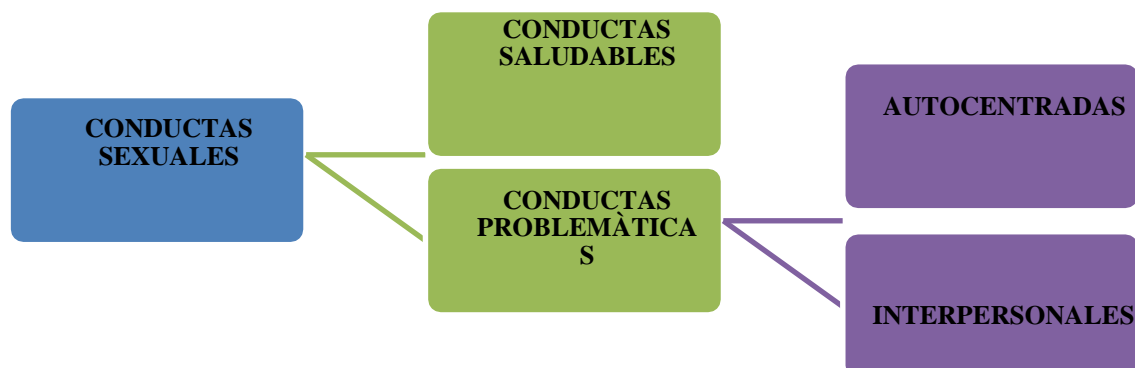 CONDUCTAS
SEXUALES
CONDUCTAS
SALUDABLES
CONDUCTAS
PROBLEMÀTICA
S
AUTOCENTRADAS
INTERPERSONALES